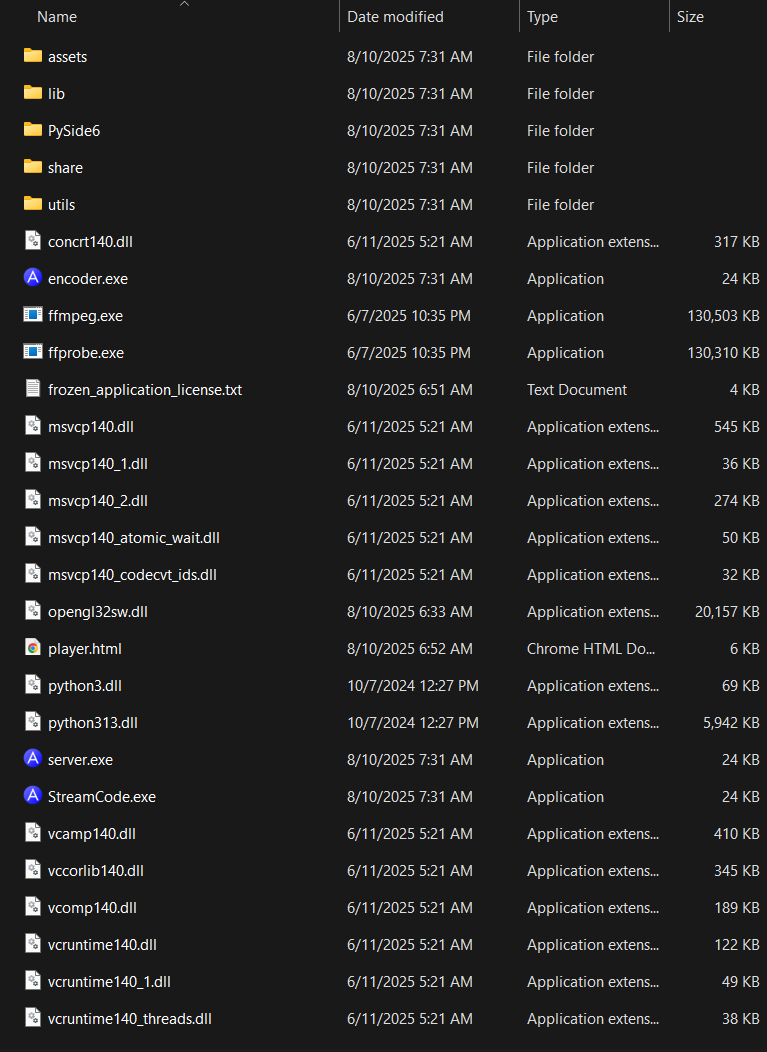 Name Date modified Type Size
assets 8/10/2025 7:31 AM File folder
lib 8/10/2025 7:31 AM File folder
PySide6 8/10/2025 7:31 AM File folder
share 8/10/2025 7:31 AM File folder
utils 8/10/2025 7:31 AM File folder
concrt140.dll 6/11/2025 5:21 AM Application extens... 317 KB
encoder.exe 8/10/2025 7:31 AM Application 24 KB
ffmpeg.exe 6/7/2025 10:35 PM Application 130,503 KB
ffprobe.exe 6/7/2025 10:35 PM Application 130,310 KB
frozen_application_license.txt 8/10/2025 6:51 AM Text Document 4 KB
msvcp140.dll 6/11/2025 5:21 AM Application extens... 545 KB
msvcp140_1.dll 6/11/2025 5:21 AM Application extens... 36 KB
msvcp140_2.dll 6/11/2025 5:21 AM Application extens... 274 KB
msvcp140_atomic_wait.dll 6/11/2025 5:21 AM Application extens... 50 KB
msvcp140_codecvt_ids.dll 6/11/2025 5:21 AM Application extens... 32 KB
opengl32sw.dll 8/10/2025 6:33 AM Application extens... 20,157 KB
player.html 8/10/2025 6:52 AM Chrome HTML Do... 6 KB
python3.dll 10/7/2024 12:27 PM Application extens... 69 KB
python313.dll 10/7/2024 12:27 PM Application extens... 5,942 KB
server.exe 8/10/2025 7:31 AM Application 24 KB
StreamCode.exe 8/10/2025 7:31 AM Application 24 KB
vcamp140.dll 6/11/2025 5:21 AM Application extens... 410 KB
vccorlib140.dll 6/11/2025 5:21 AM Application extens... 345 KB
vcomp140.dll 6/11/2025 5:21 AM Application extens... 189 KB
vcruntime140.dll 6/11/2025 5:21 AM Application extens... 122 KB
vcruntime140_1.dll 6/11/2025 5:21 AM Application extens... 49 KB
vcruntime140_threads.dll 6/11/2025 5:21 AM Application extens... 38 KB